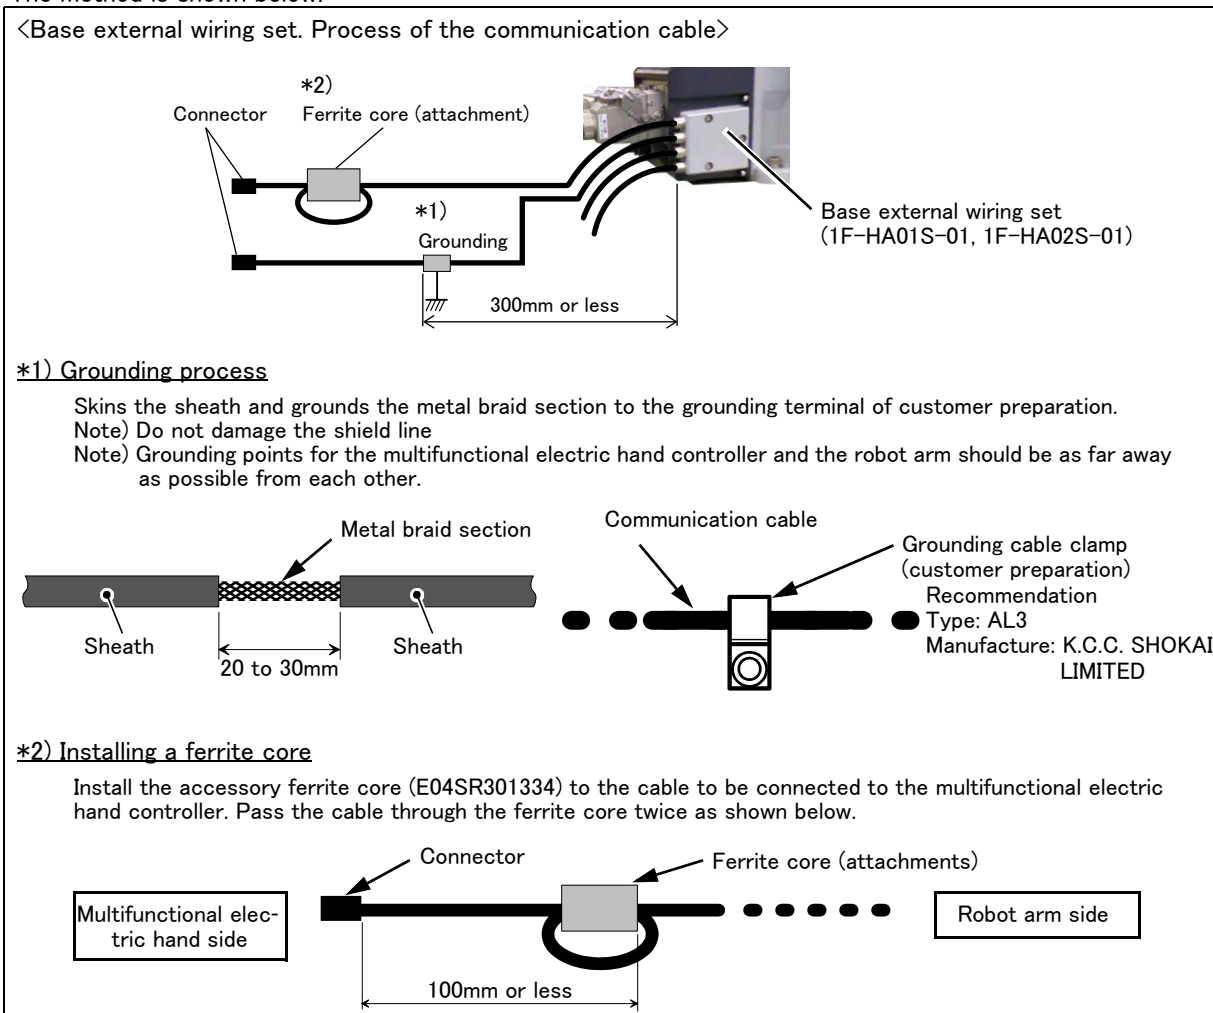 The method is shown below.
<Base external wiring set. Process of the communication cable>
*2)
Connector
Ferrite core (attachment)
*1)
Grounding
Base external wiring set
(1F-HA01S-01, 1F-HA02S-01)
300mm or less
*1) Grounding process
Skins the sheath and grounds the metal braid section to the grounding terminal of customer preparation.
Note) Do not damage the shield line
Note) Grounding points for the multifunctional electric hand controller and the robot arm should be as far away
as possible from each other.
Metal braid section
Sheath
Sheath
20 to 30mm
Communication cable
Grounding cable clamp
(customer preparation)
Recommendation
Type: AL3
Manufacture: K.C.C. SHOKAI
LIMITED
*2) Installing a ferrite core
Install the accessory ferrite core (E04SR301334) to the cable to be connected to the multifunctional electric
hand controller. Pass the cable through the ferrite core twice as shown below.
Connector
Ferrite core (attachments)
Multifunctional elec-
tric hand side
Robot arm side
100mm or less